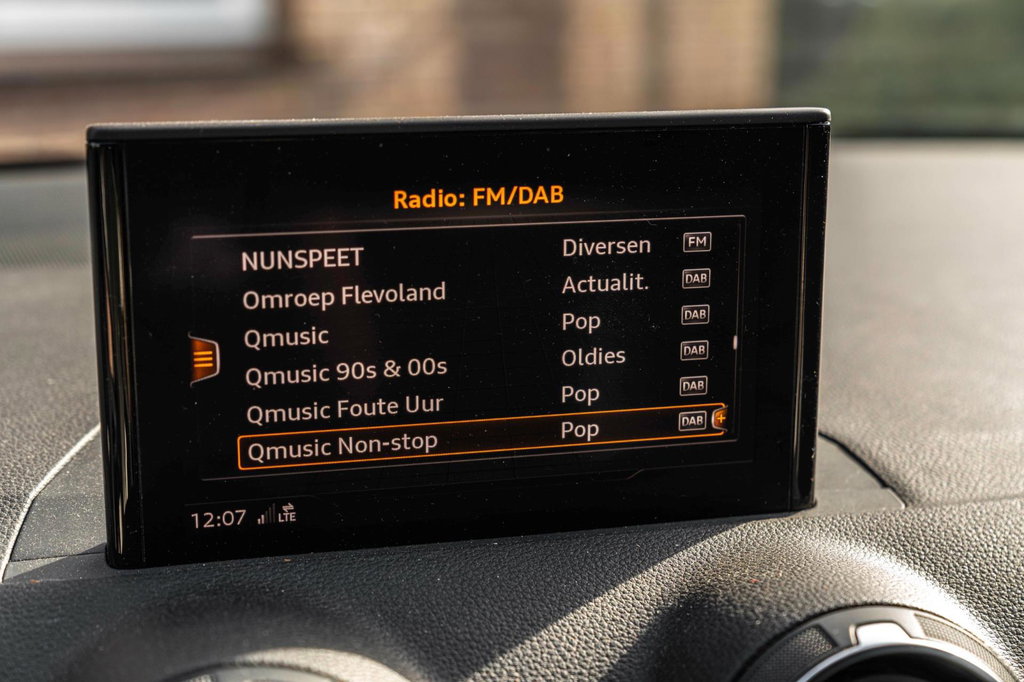 Radio: FM/DAB
NUNSPEET Diversen FM
Omroep Flevoland Actualit. DAB
Qmusic Pop DAB
Qmusic 90s & 00s Oldies DAB
Qmusic Foute Uur Pop DAB
Qmusic Non-stop Pop DAB +
12:07 LTE